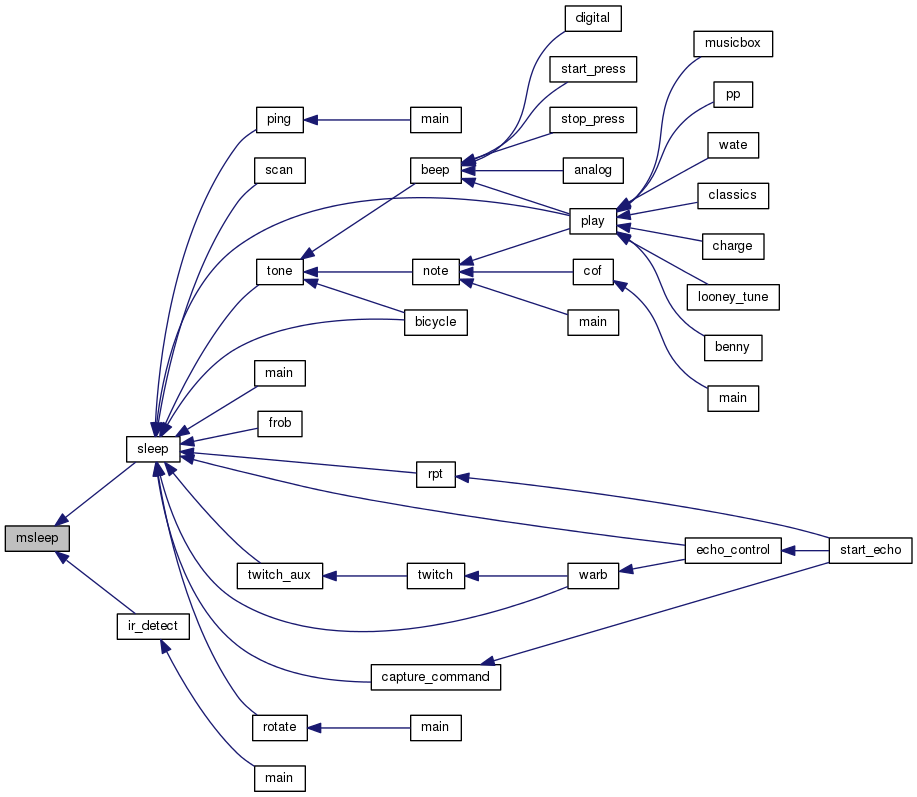 digital
musicbox
start_press
pp
ping
main
stop_press
wate
scan
beep
analog
classics
play
charge
tone
note
cof
looney_tune
bicycle
main
benny
main
main
frob
sleep
rpt
msleep
echo_control
start_echo
twitch_aux
twitch
warb
ir_detect
capture_command
rotate
main
main